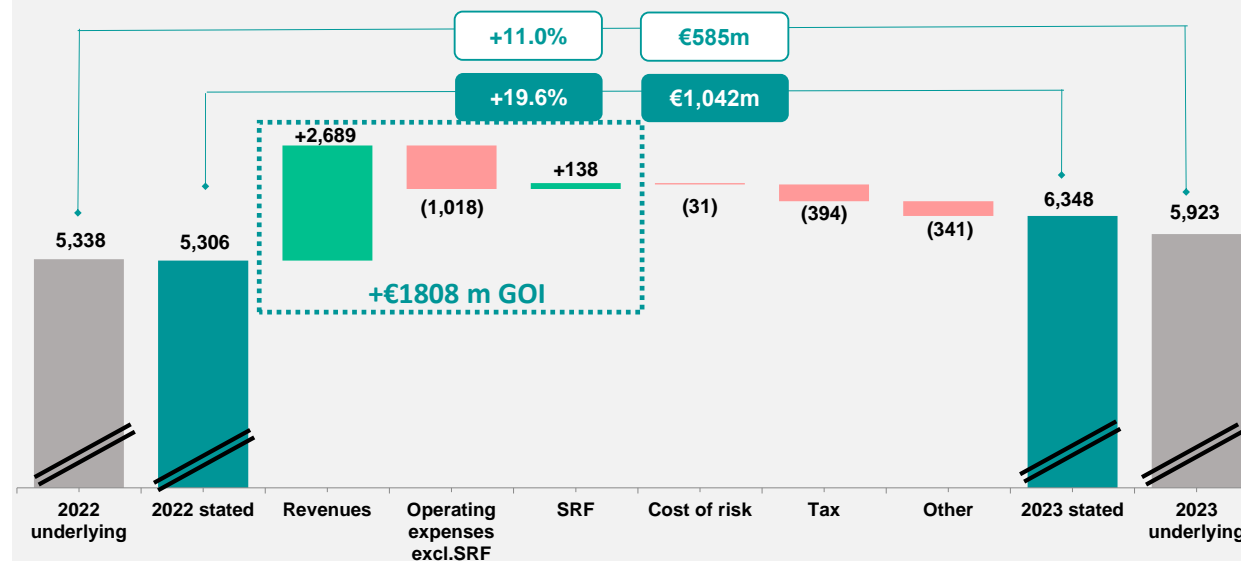 +11.0%
€585m
+19.6%
€1,042m
+2,689
+138
(1,018)
(31)
(394)
(341)
5,338
5,306
6,348
5,923
+€1808 m GOI
2022
underlying
2022 stated
Revenues
Operating
expenses
excl.SRF
SRF
Cost of risk
Tax
Other
2023 stated
2023
underlying